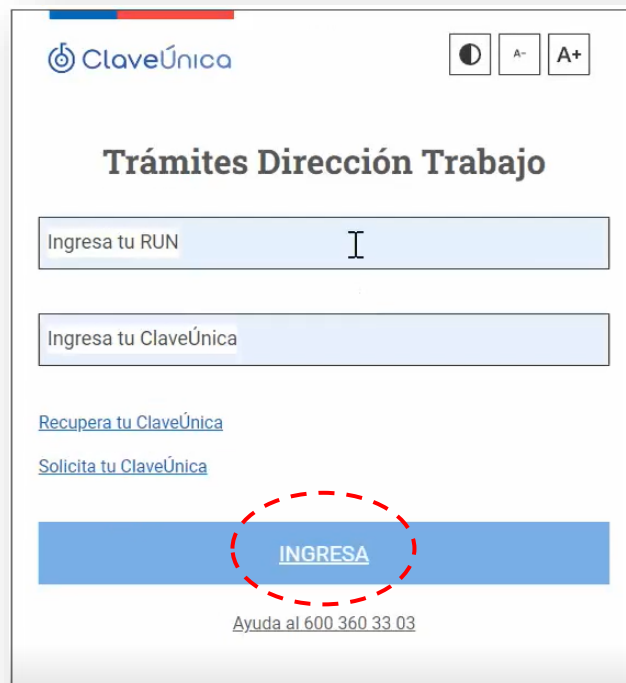 ClaveÚnica
A-
A+
Trámites Dirección Trabajo
Ingresa tu RUN
Ingresa tu ClaveÚnica
Recupera tu ClaveÚnica
Solicita tu ClaveÚnica
INGRESA
Ayuda al 600 360 33 03